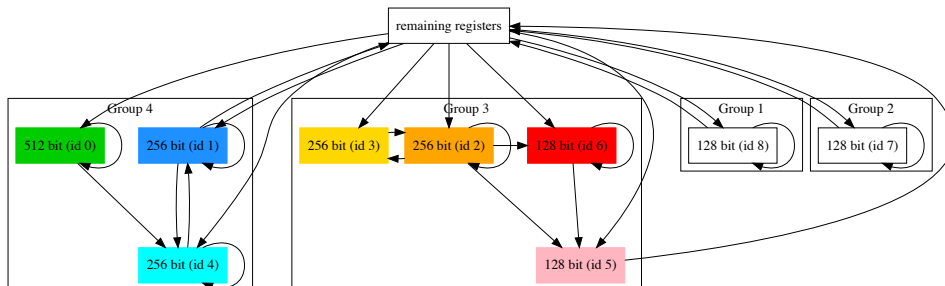 remaining registers
Group 4
Group 3
Group 1
Group 2
512 bit (id 0)
256 bit (id 1)
256 bit (id 3)
256 bit (id 2)
128 bit (id 6)
128 bit (id 8)
128 bit (id 7)
256 bit (id 4)
128 bit (id 5)